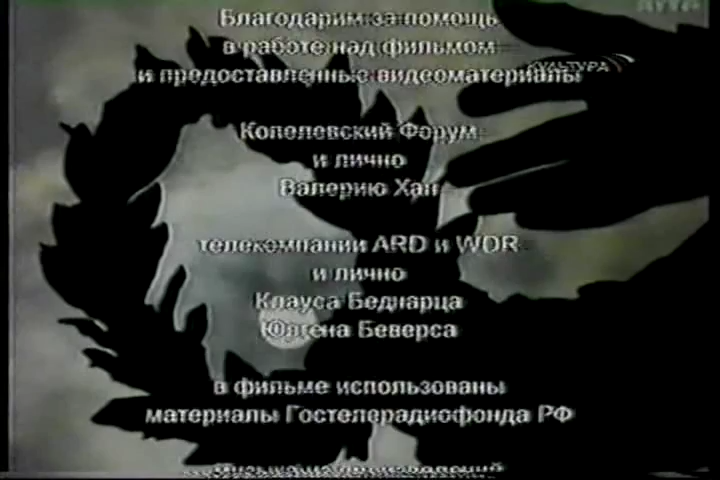 Благодарим за помощь
в работе над фильмом
и предоставленные видеоматериалы
КУЛЬТУРА
Копелевский Форум
и лично
Валерию Хан
телекомпании ARD и WDR
и лично
Клауса Беднарца
Юргена Беверса
в фильме использованы
материалы Гостелерадиофонда РФ